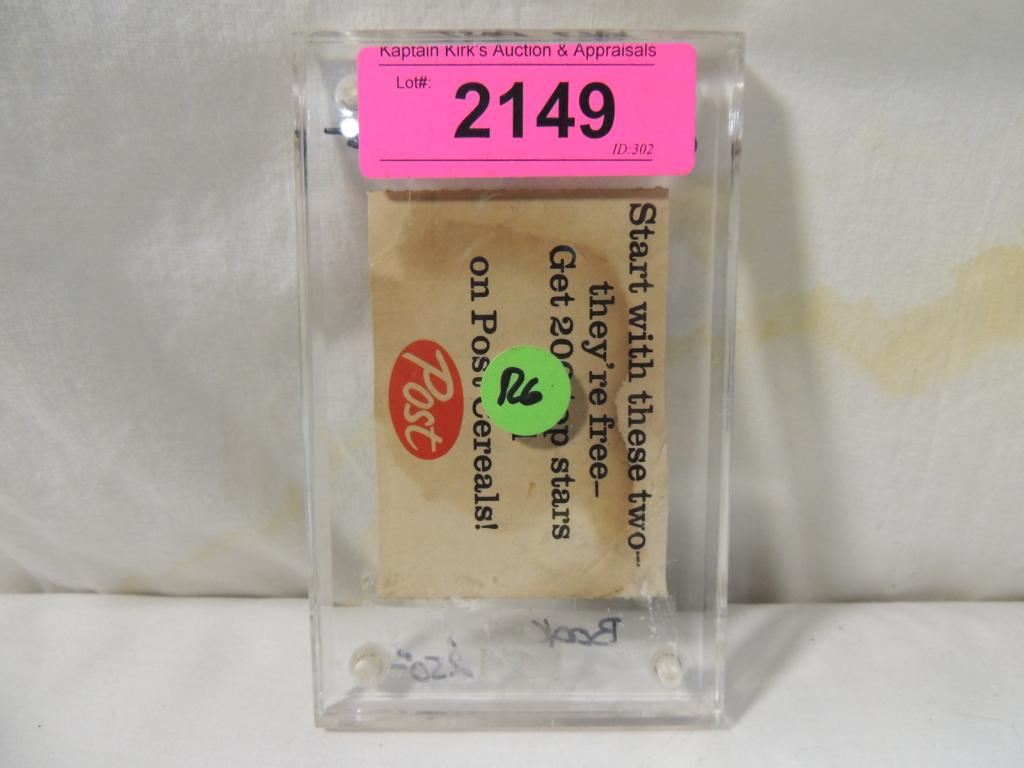 Kaptain Kirk's Auction & Appraisals
Lot#:
2149
ID:302
Start with these two—
they're free—
Get 200 stars
on Post Cereals!
Post
R6
Book
250